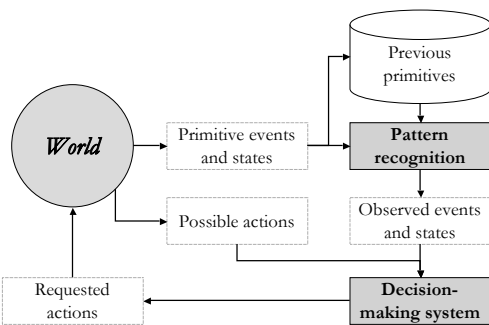 Previous
primitives
World
Primitive events
and states
Pattern
recognition
Possible actions
Observed events
and states
Requested
actions
Decision-
making system